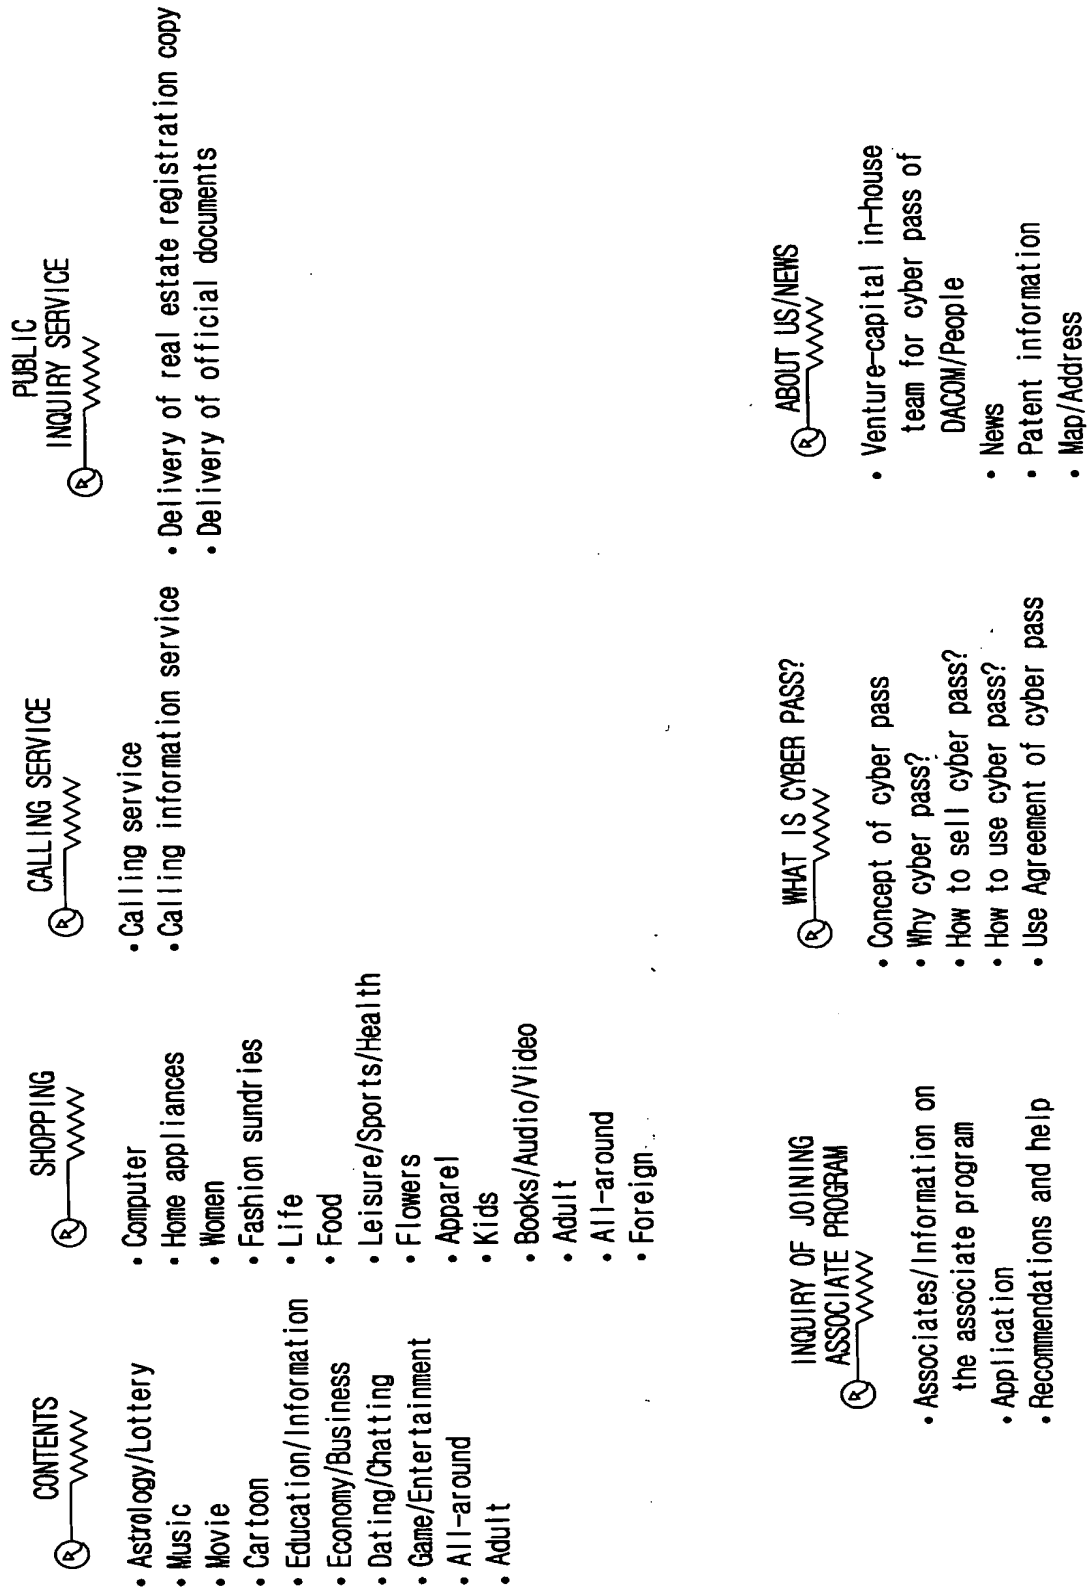 CONTENTS
• Astrology/Lottery
• Music
• Movie
• Cartoon
• Education/Information
• Economy/Business
• Dating/Chatting
• Game/Entertainment
• All-around
• Adult
SHOPPING
• Computer
• Home appliances
• Women
• Fashion sundries
• Life
• Food
• Leisure/Sports/Health
• Flowers
• Apparel
• Kids
• Books/Audio/Video
• Adult
• All-around
• Foreign
CALLING SERVICE
• Calling service
• Calling information service
PUBLIC
INQUIRY SERVICE
• Delivery of real estate registration copy
• Delivery of official documents
INQUIRY OF JOINING
ASSOCIATE PROGRAM
• Associates/Information on
the associate program
• Application
• Recommendations and help
WHAT IS CYBER PASS?
• Concept of cyber pass
• Why cyber pass?
• How to sell cyber pass?
• How to use cyber pass?
• Use Agreement of cyber pass
ABOUT US/NEWS
• Venture-capital in-house
team for cyber pass of
DACOM/People
• News
• Patent information
• Map/Address